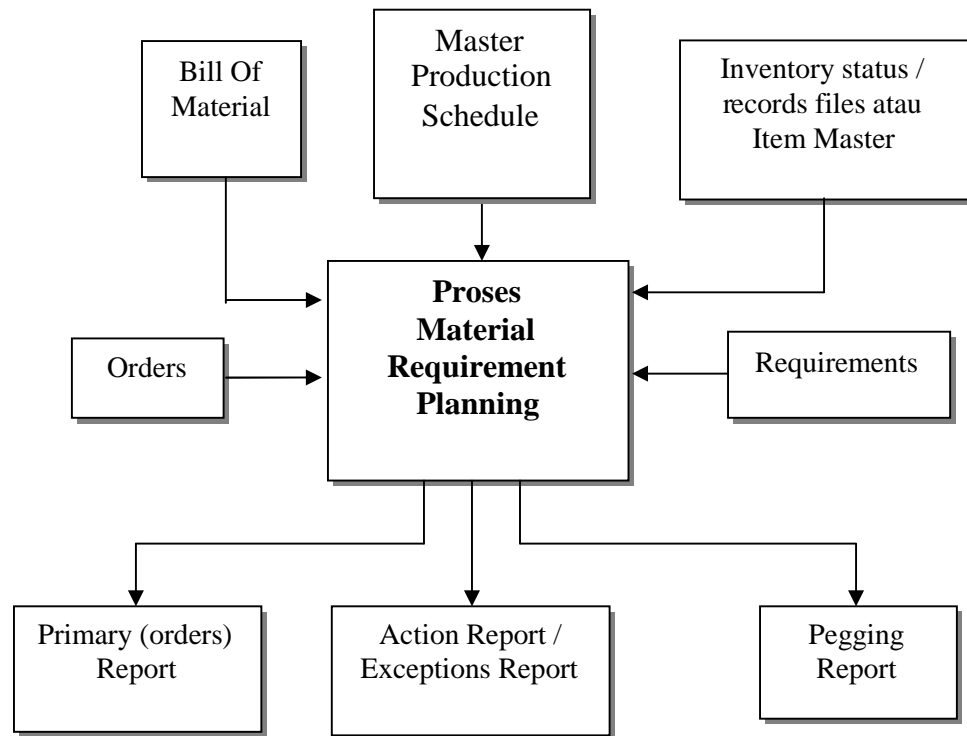 Bill Of
Material
Master
Production
Schedule
Inventory status /
records files atau
Item Master
Proses
Material
Requirement
Planning
Orders
Requirements
Primary (orders)
Report
Action Report /
Exceptions Report
Pegging
Report